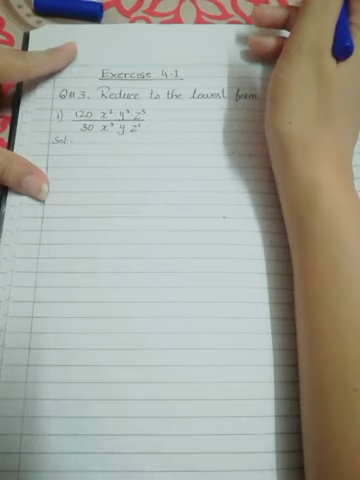 Exercise 4.1
Q# 3. Reduce to the lowest form
i) 120 x² y³ z⁵
30 x³ y z²
Sol:-